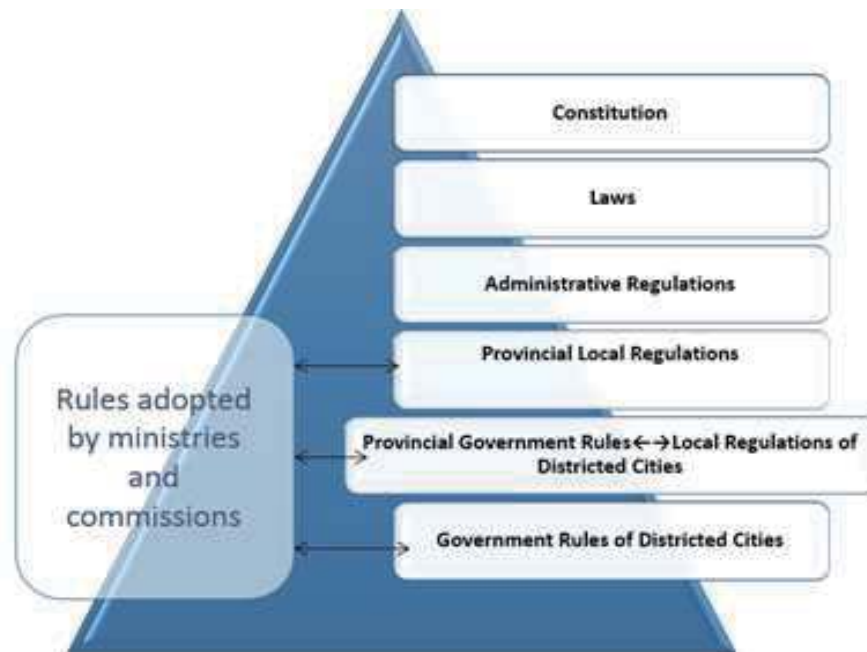 Constitution
Laws
Administrative Regulations
Provincial Local Regulations
Rules adopted
by ministries
and
commissions
Provincial Government Rules←→Local Regulations of
Districted Cities
Government Rules of Districted Cities